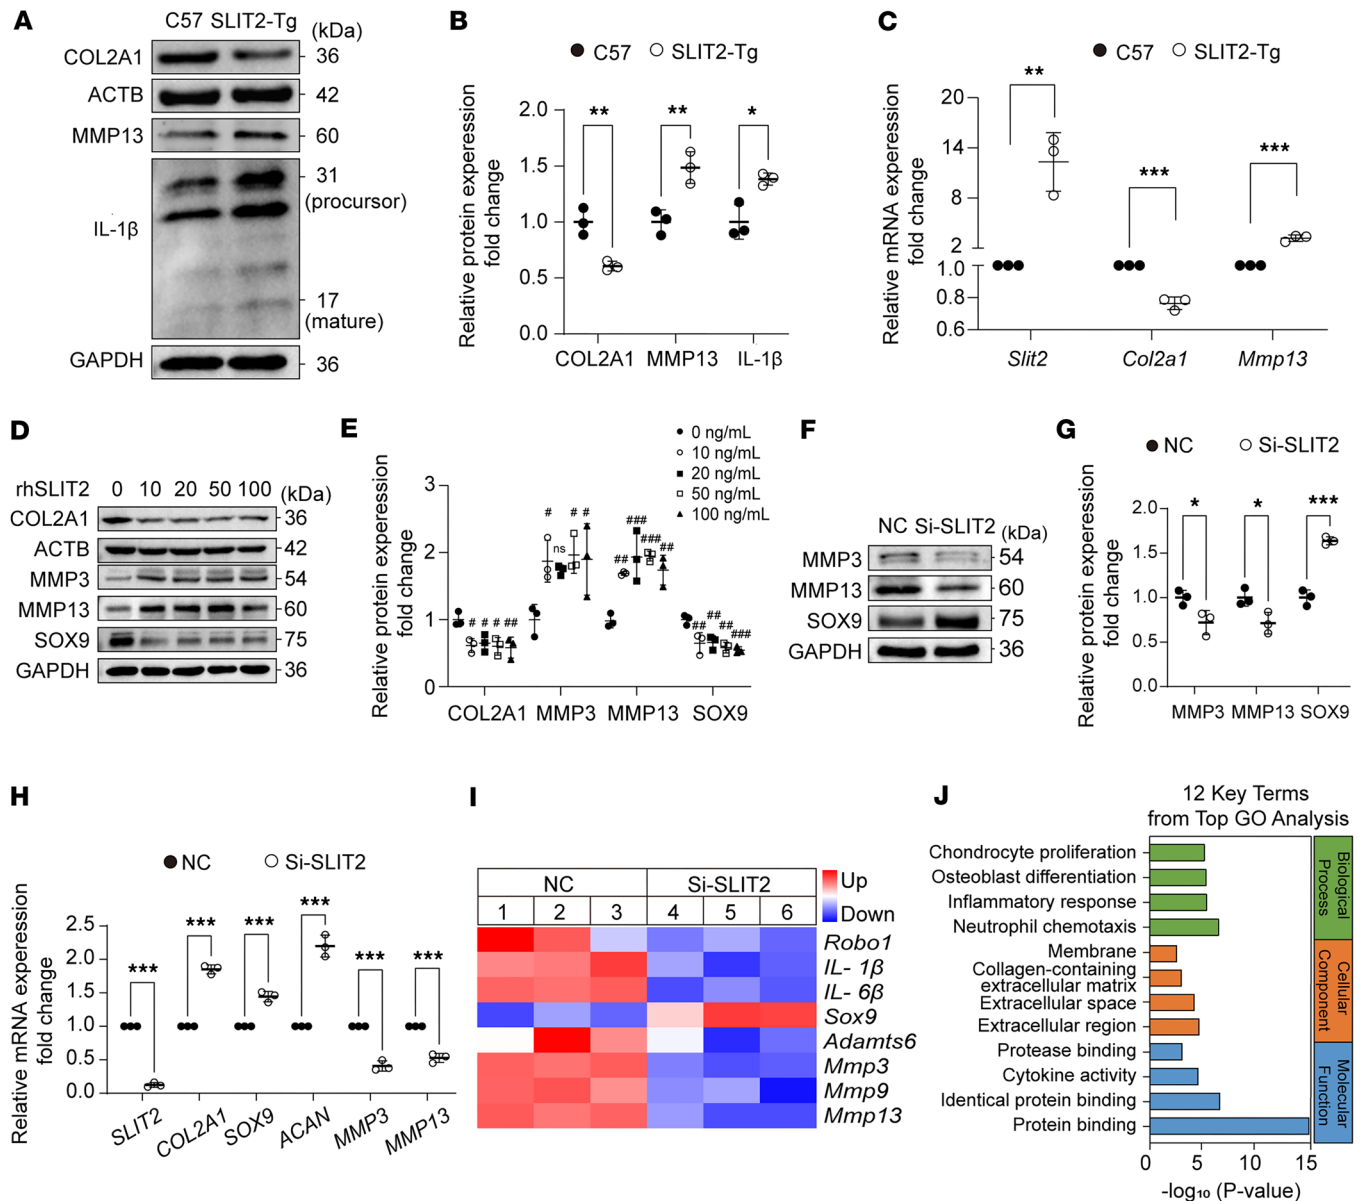 A
C57 SLIT2-Tg (kDa)
COL2A1 36
ACTB 42
MMP13 60
31
(procursor)
IL-1β
17
(mature)
GAPDH 36
B
C57 SLIT2-Tg
Relative protein experession
fold change
2.0
1.5
1.0
0.5
0.0
** ** *
COL2A1 MMP13 IL-1β
C
C57 SLIT2-Tg
Relative mRNA experession
fold change
20
14
8
2
1.0
0.8
0.6
** *** ***
Slit2 Col2a1 Mmp13
D
rhSLIT2 0 10 20 50 100 (kDa)
COL2A1 36
ACTB 42
MMP3 54
MMP13 60
SOX9 75
GAPDH 36
E
0 ng/mL
10 ng/mL
20 ng/mL
50 ng/mL
100 ng/mL
Relative protein experession
fold change
3
2
1
0
# # # ##
# ns # #
## ### ### ##
## ## ## ###
COL2A1 MMP3 MMP13 SOX9
F
NC Si-SLIT2 (kDa)
MMP3 54
MMP13 60
SOX9 75
GAPDH 36
G
NC Si-SLIT2
Relative protein experession
fold change
2.0
1.5
1.0
0.5
0.0
* * ***
MMP3 MMP13 SOX9
H
NC Si-SLIT2
Relative mRNA experession
fold change
2.5
2.0
1.5
1.0
0.5
0.0
*** *** *** *** *** ***
SLIT2 COL2A1 SOX9 ACAN MMP3 MMP13
I
NC Si-SLIT2
1 2 3 4 5 6
Up
Down
Robo1
IL- 1β
IL- 6β
Sox9
Adamts6
Mmp3
Mmp9
Mmp13
J
12 Key Terms
from Top GO Analysis
Chondrocyte proliferation
Osteoblast differentiation
Inflammatory response
Neutrophil chemotaxis
Membrane
Collagen-containing
extracellular matrix
Extracellular space
Extracellular region
Protease binding
Cytokine activity
Identical protein binding
Protein binding
Biological
Process
Cellular
Component
Molecular
Function
0 5 10 15
-log₁₀ (P-value)